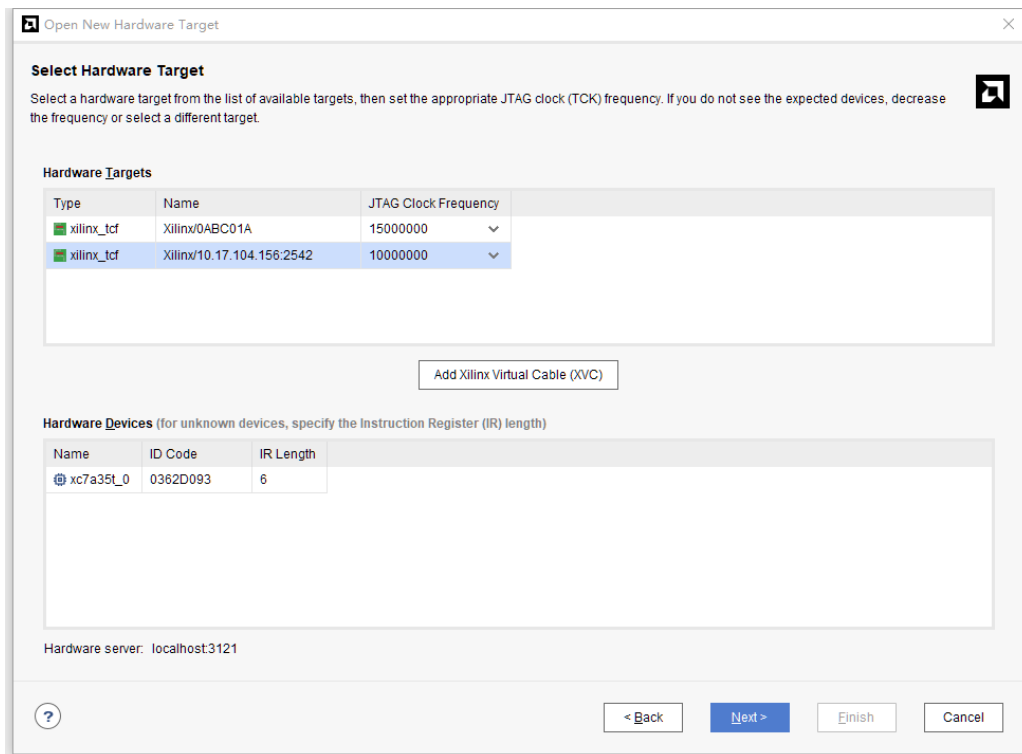 Open New Hardware Target
Select Hardware Target
Select a hardware target from the list of available targets, then set the appropriate JTAG clock (TCK) frequency. If you do not see the expected devices, decrease
the frequency or select a different target.
Hardware Targets
Type Name JTAG Clock Frequency
xilinx_tcf Xilinx/0ABC01A 15000000
xilinx_tcf Xilinx/10.17.104.156:2542 10000000
Add Xilinx Virtual Cable (XVC)
Hardware Devices (for unknown devices, specify the Instruction Register (IR) length)
Name ID Code IR Length
xc7a35t_0 0362D093 6
Hardware server: localhost:3121
? < Back Next > Finish Cancel